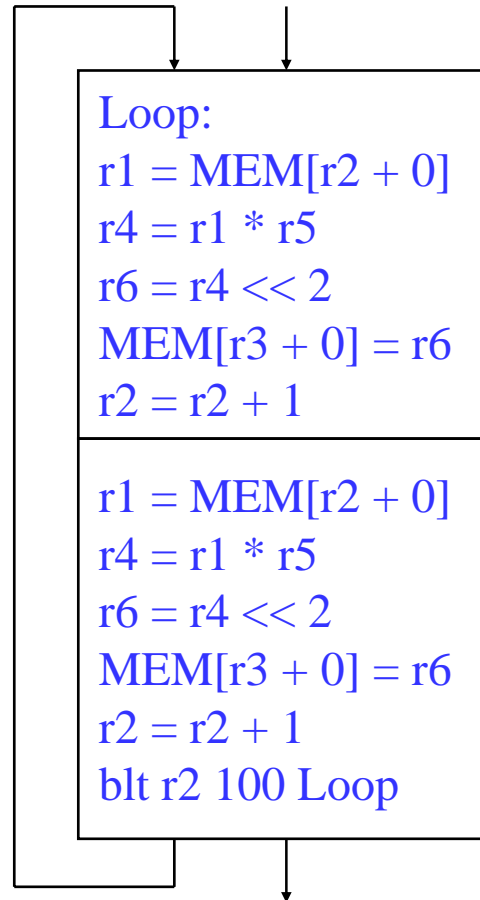 Loop:
r1 = MEM[r2 + 0]
r4 = r1 * r5
r6 = r4 << 2
MEM[r3 + 0] = r6
r2 = r2 + 1
r1 = MEM[r2 + 0]
r4 = r1 * r5
r6 = r4 << 2
MEM[r3 + 0] = r6
r2 = r2 + 1
blt r2 100 Loop